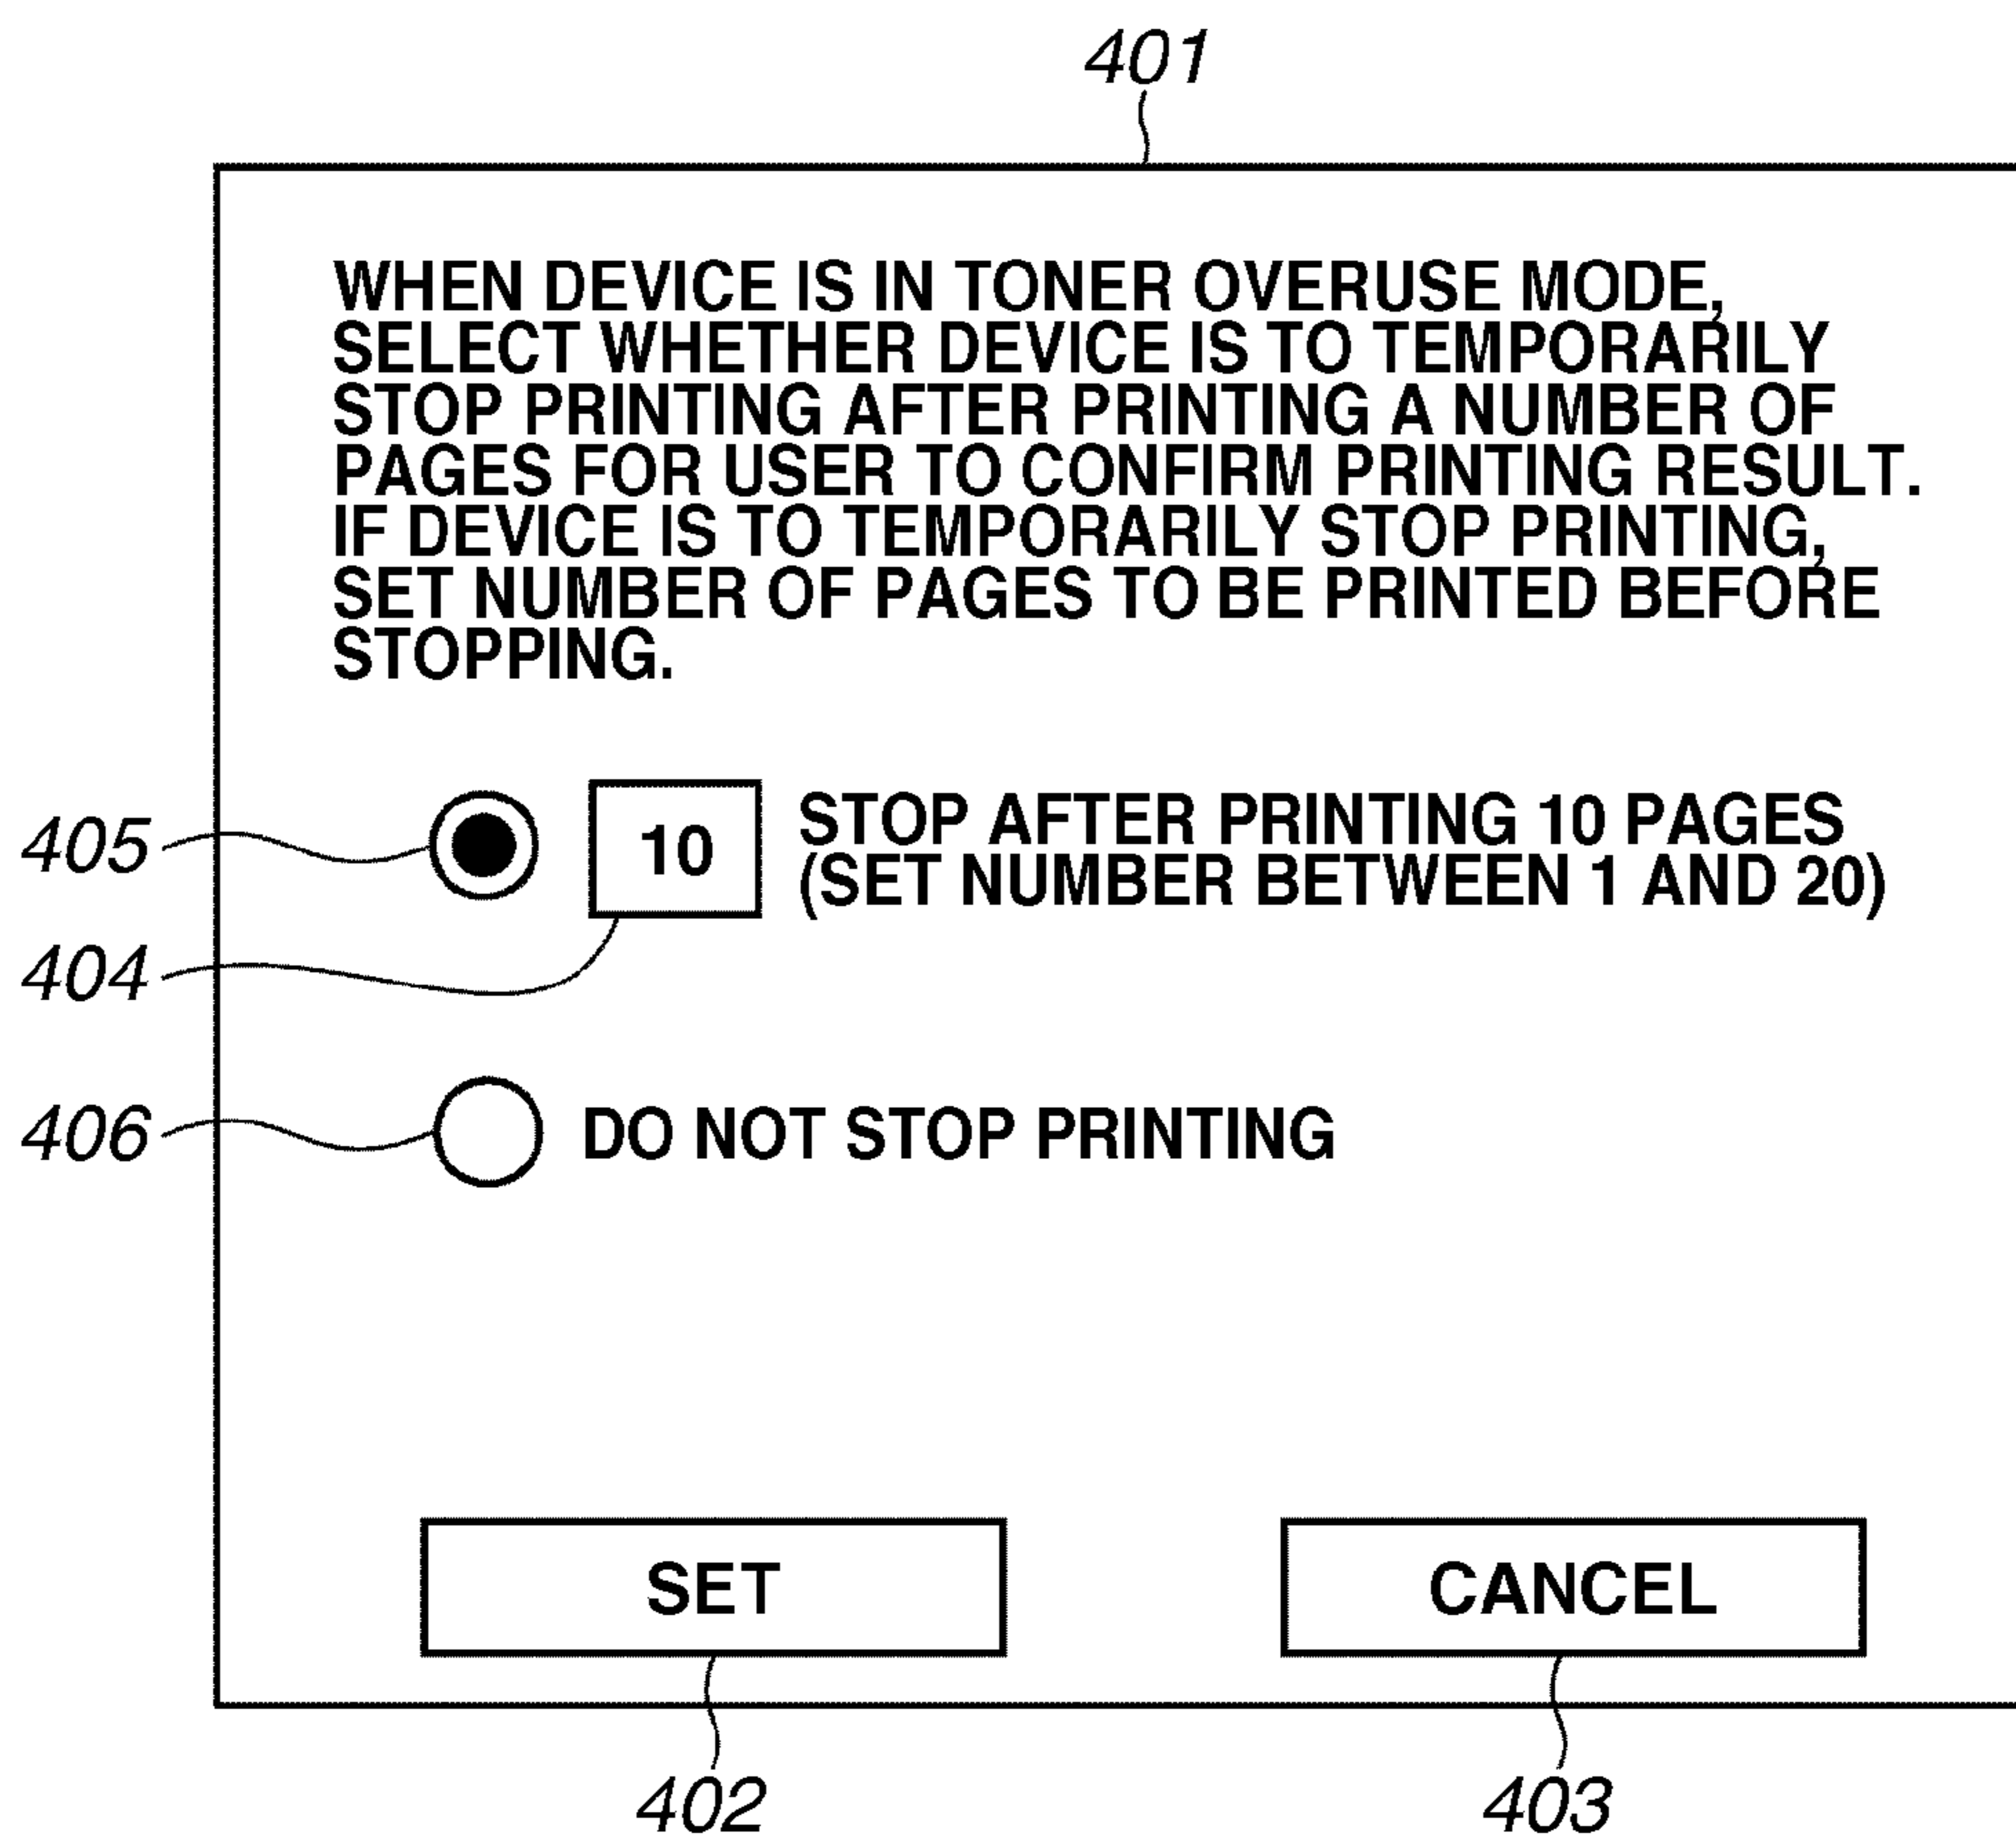 401
WHEN DEVICE IS IN TONER OVERUSE MODE,
SELECT WHETHER DEVICE IS TO TEMPORARILY
STOP PRINTING AFTER PRINTING A NUMBER OF
PAGES FOR USER TO CONFIRM PRINTING RESULT.
IF DEVICE IS TO TEMPORARILY STOP PRINTING,
SET NUMBER OF PAGES TO BE PRINTED BEFORE
STOPPING.
405
10
STOP AFTER PRINTING 10 PAGES
(SET NUMBER BETWEEN 1 AND 20)
404
406
DO NOT STOP PRINTING
SET
CANCEL
402
403